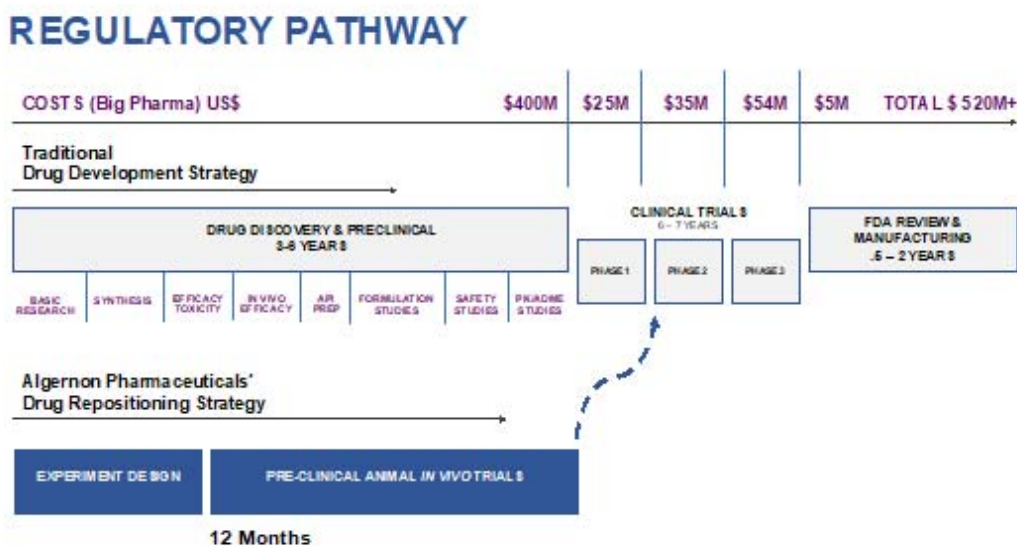 REGULATORY PATHWAY
COSTS (Big Pharma) US$ $400M $25M $35M $54M $5M TOTAL $ 520M+
Traditional
Drug Development Strategy
DRUG DISCOVERY & PRECLINICAL
3-6 YEARS
CLINICAL TRIALS
6 – 7 YEARS
PHASE 1 PHASE 2 PHASE 3
FDA REVIEW &
MANUFACTURING
.5 – 2 YEARS
BASIC
RESEARCH
SYNTHESIS
EFFICACY
TOXICITY
IN VIVO
EFFICACY
API
PREP
FORMULATION
STUDIES
SAFETY
STUDIES
PK/ADME
STUDIES
Algernon Pharmaceuticals'
Drug Repositioning Strategy
EXPERIMENT DESIGN
PRE-CLINICAL ANIMAL IN VIVO TRIALS
12 Months